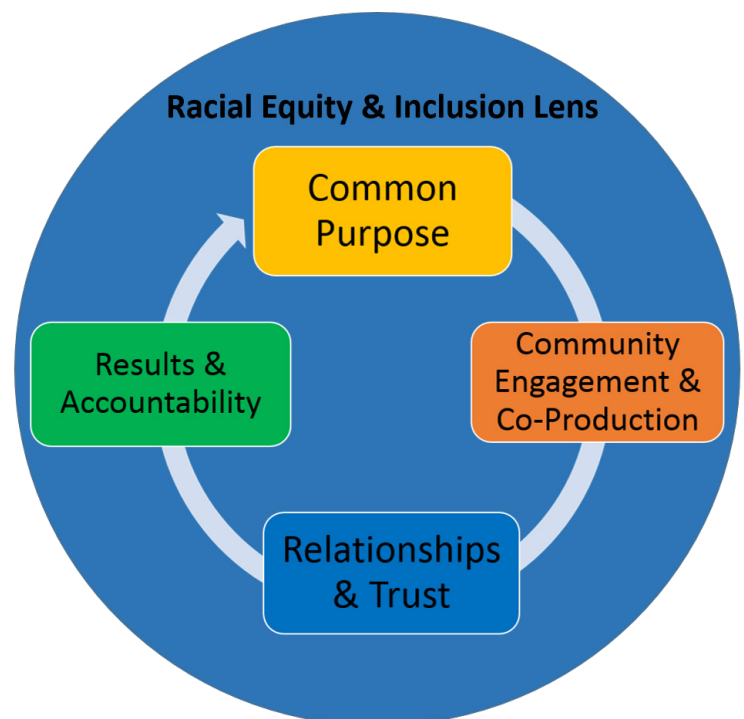 Racial Equity & Inclusion Lens
Common
Purpose
Community
Engagement &
Co-Production
Relationships
& Trust
Results &
Accountability